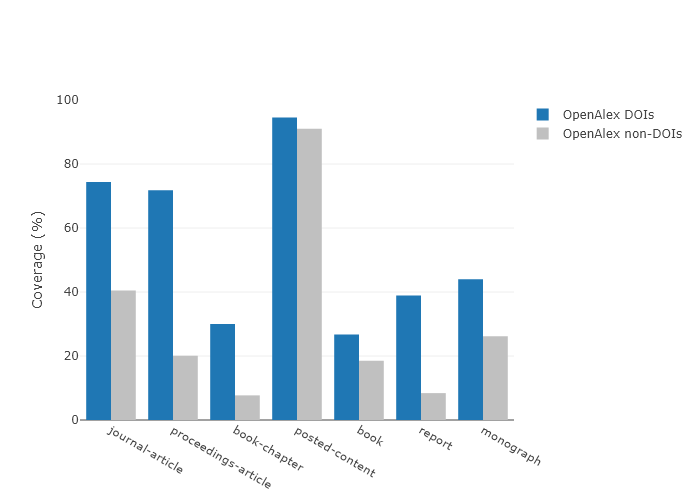 100
80
60
40
20
0
Coverage (%)
journal-article
proceedings-article
book-chapter
posted-content
book
report
monograph
OpenAlex DOIs
OpenAlex non-DOIs